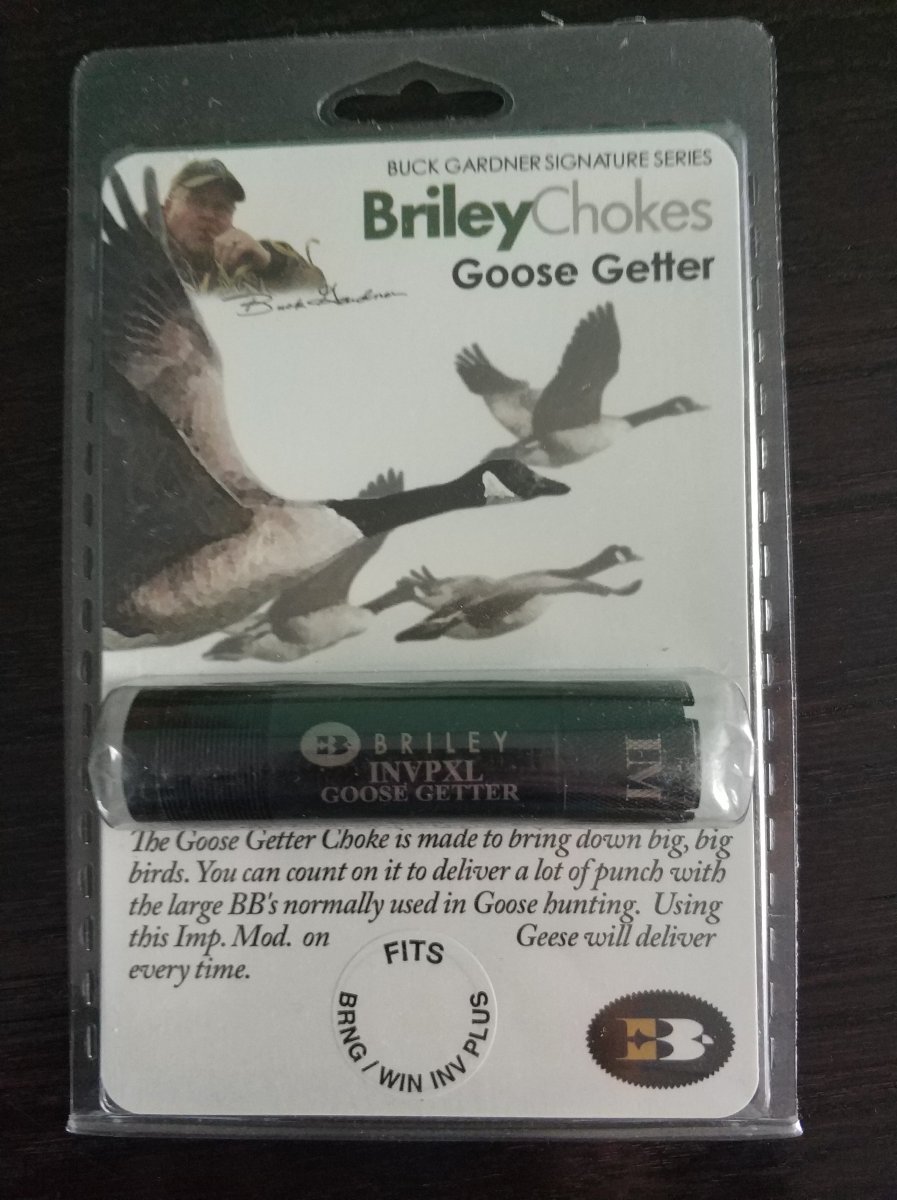 BUCK GARDNER SIGNATURE SERIES
BrileyChokes
Goose Getter
Buck Gardner
B BRILEY
INVPXL
GOOSE GETTER
IM
The Goose Getter Choke is made to bring down big, big
birds. You can count on it to deliver a lot of punch with
the large BB's normally used in Goose hunting. Using
this Imp. Mod. on Geese will deliver
every time.
FITS
BRNG / WIN INV PLUS
B